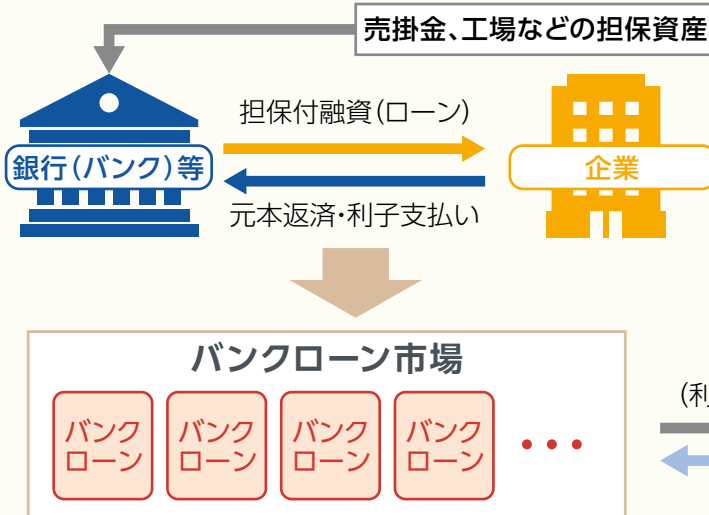 売掛金、工場などの担保資産
担保付融資(ローン)
銀行(バンク)等
企業
元本返済・利子支払い
バンクローン市場
バンク
ローン
バンク
ローン
バンク
ローン
バンク
ローン
・・・
(利